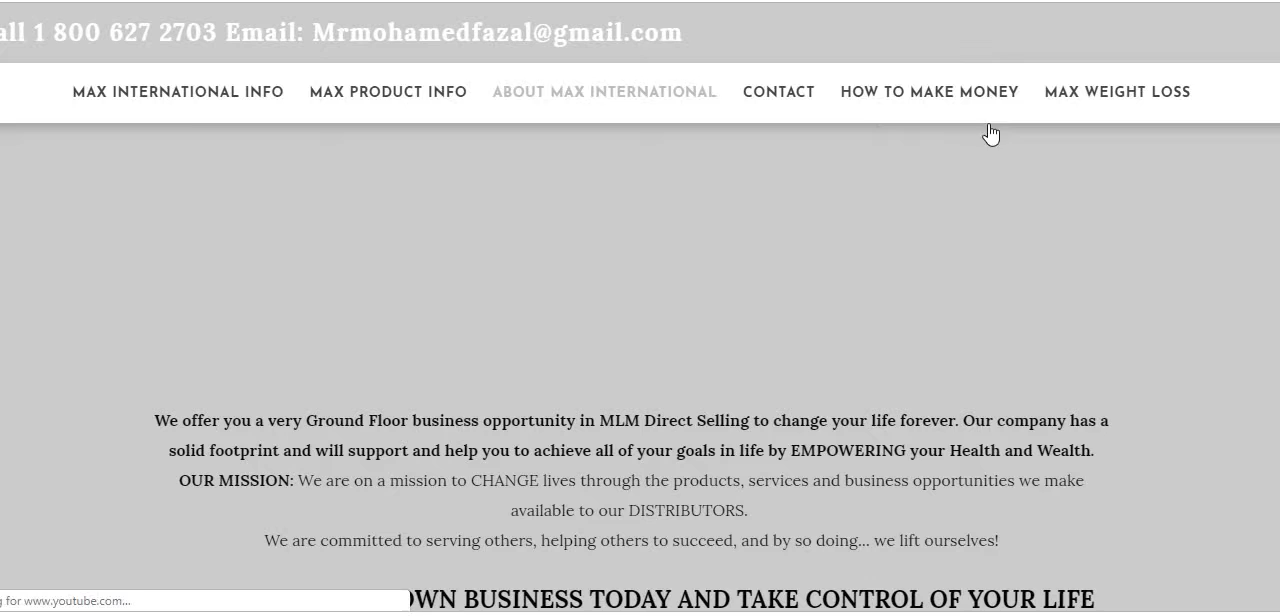 all 1 800 627 2703 Email: Mrmohamedfazal@gmail.com
MAX INTERNATIONAL INFO MAX PRODUCT INFO ABOUT MAX INTERNATIONAL CONTACT HOW TO MAKE MONEY MAX WEIGHT LOSS
We offer you a very Ground Floor business opportunity in MLM Direct Selling to change your life forever. Our company has a
solid footprint and will support and help you to achieve all of your goals in life by EMPOWERING your Health and Wealth.
OUR MISSION: We are on a mission to CHANGE lives through the products, services and business opportunities we make
available to our DISTRIBUTORS.
We are committed to serving others, helping others to succeed, and by so doing... we lift ourselves!
OWN BUSINESS TODAY AND TAKE CONTROL OF YOUR LIFE
g for www.youtube.com...